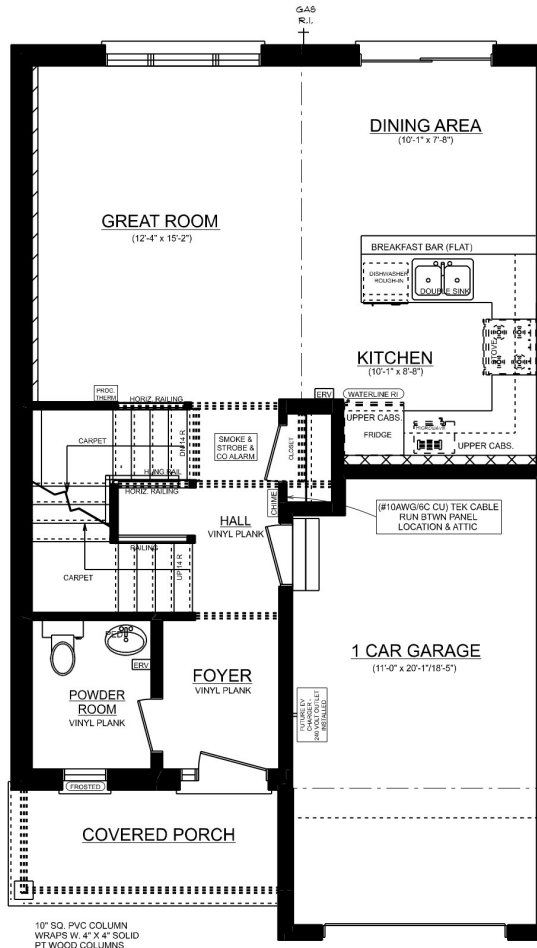 GAS
R.I.
DINING AREA
(10'-1" x 7'-8")
GREAT ROOM
(12'-4" x 15'-2")
BREAKFAST BAR (FLAT)
DISHWASHER
ROUGH-IN
DOUBLE SINK
STOVE
KITCHEN
(10'-1" x 8'-8")
PROG.
THERM
HORIZ. RAILING
ERV
WATERLINE RI
UPPER CABS.
FRIDGE
UPPER CABS.
CARPET
DN 14 R
SMOKE &
STROBE &
CO ALARM
CLOSET
HUNG RAIL
HORIZ. RAILING
CHIME
(#10AWG/6C CU) TEK CABLE
RUN BTWN PANEL
LOCATION & ATTIC
HALL
VINYL PLANK
RAILING
CARPET
UP 14 R
PED
ERV
1 CAR GARAGE
(11'-0" x 20'-1"/18'-5")
FOYER
VINYL PLANK
POWDER
ROOM
VINYL PLANK
FUTURE EV
CHARGER -
240 VOLT OUTLET
INSTALLED
FROSTED
COVERED PORCH
10" SQ. PVC COLUMN
WRAPS W. 4" X 4" SOLID
PT WOOD COLUMNS